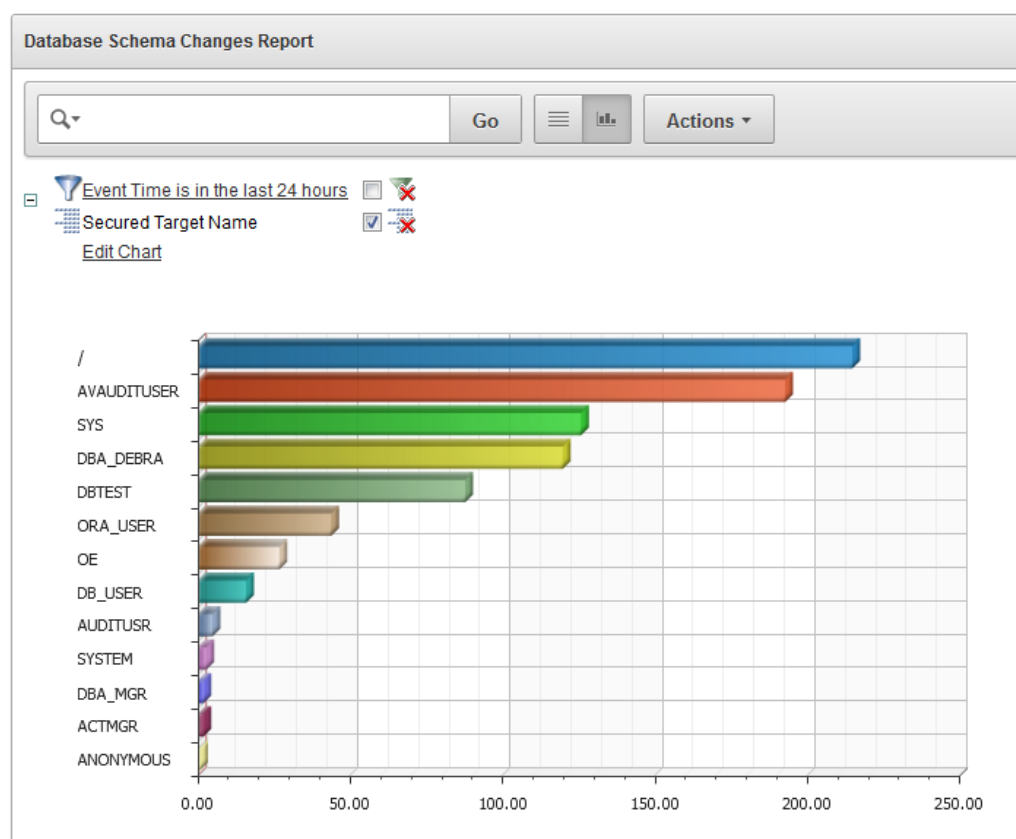 Database Schema Changes Report
Go
Actions
Event Time is in the last 24 hours
Secured Target Name
Edit Chart
/
AVAUDITUSER
SYS
DBA_DEBRA
DBTEST
ORA_USER
OE
DB_USER
AUDITUSR
SYSTEM
DBA_MGR
ACTMGR
ANONYMOUS
0.00 50.00 100.00 150.00 200.00 250.00